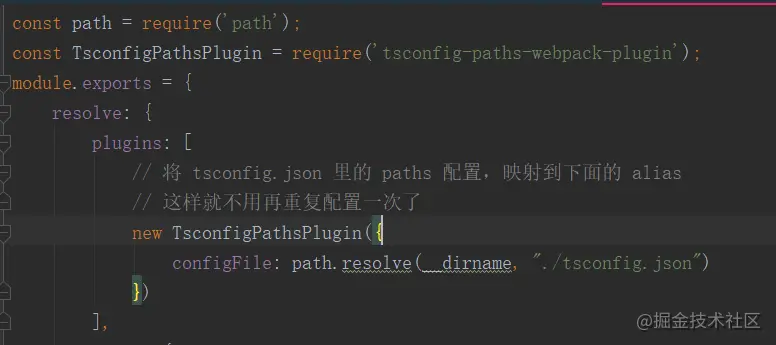 const path = require('path');
const TsconfigPathsPlugin = require('tsconfig-paths-webpack-plugin');
module.exports = {
    resolve: {
        plugins: [
            // 将 tsconfig.json 里的 paths 配置，映射到下面的 alias
            // 这样就不用再重复配置一次了
            new TsconfigPathsPlugin({
                configFile: path.resolve(__dirname, "./tsconfig.json")
            })
        ],
@掘金技术社区